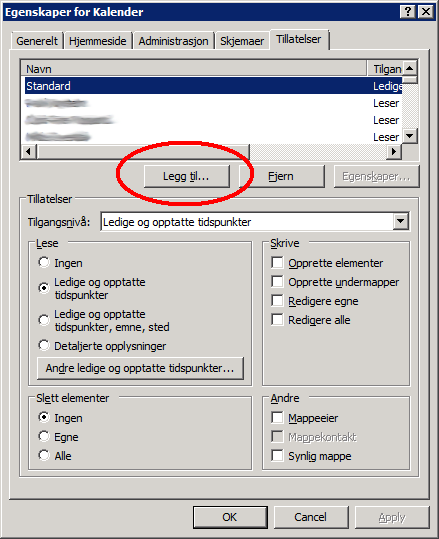 Egenskaper for Kalender
Generelt Hjemmeside Administrasjon Skjemaer Tillatelser
Navn Tilgan
Standard Ledige
Leser
Leser
Leser
Legg til... Fjern Egenskaper...
Tillatelser
Tilgangsnivå: Ledige og opptatte tidspunkter
Lese
Ingen
Ledige og opptatte
tidspunkter
Ledige og opptatte
tidspunkter, emne, sted
Detaljerte opplysninger
Andre ledige og opptatte tidspunkter...
Skrive
Opprette elementer
Opprette undermapper
Redigere egne
Redigere alle
Slett elementer
Ingen
Egne
Alle
Andre
Mappeeier
Mappekontakt
Synlig mappe
OK Cancel Apply